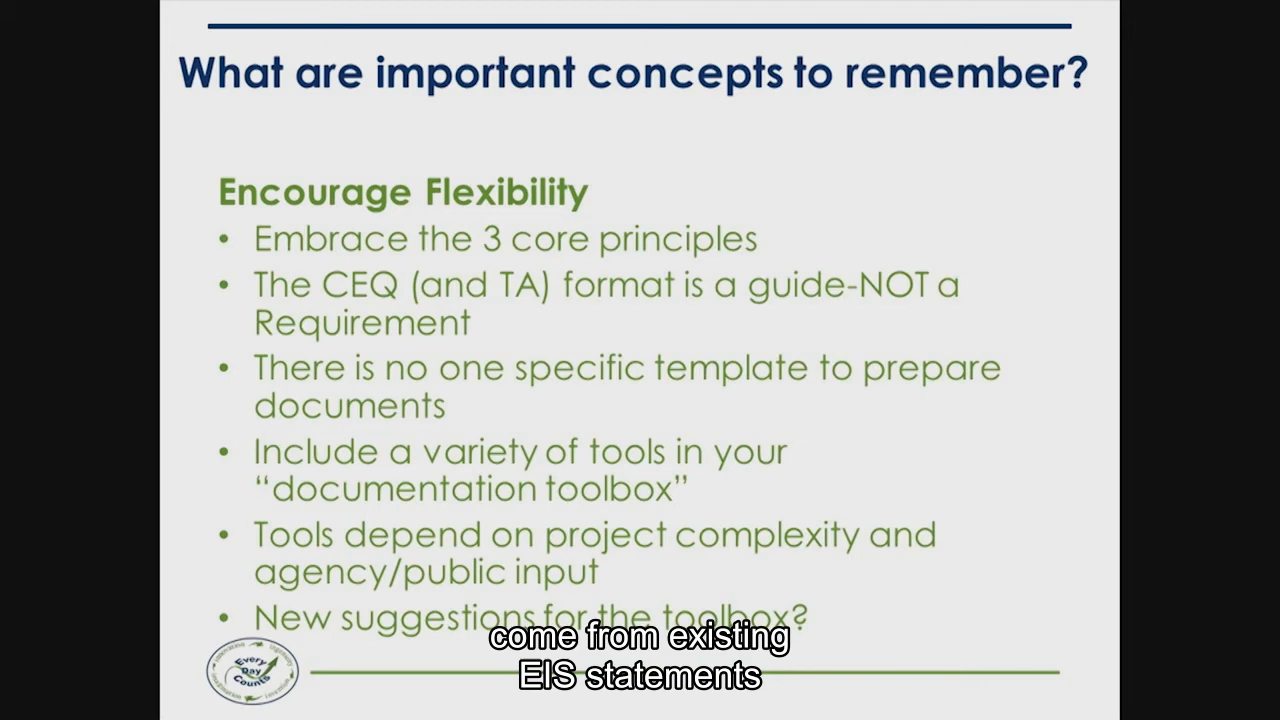 What are important concepts to remember?
Encourage Flexibility
• Embrace the 3 core principles
• The CEQ (and TA) format is a guide-NOT a
Requirement
• There is no one specific template to prepare
documents
• Include a variety of tools in your
“documentation toolbox”
• Tools depend on project complexity and
agency/public input
• New suggestions for the toolbox?
come from existing
EIS statements
Every
Day
Counts